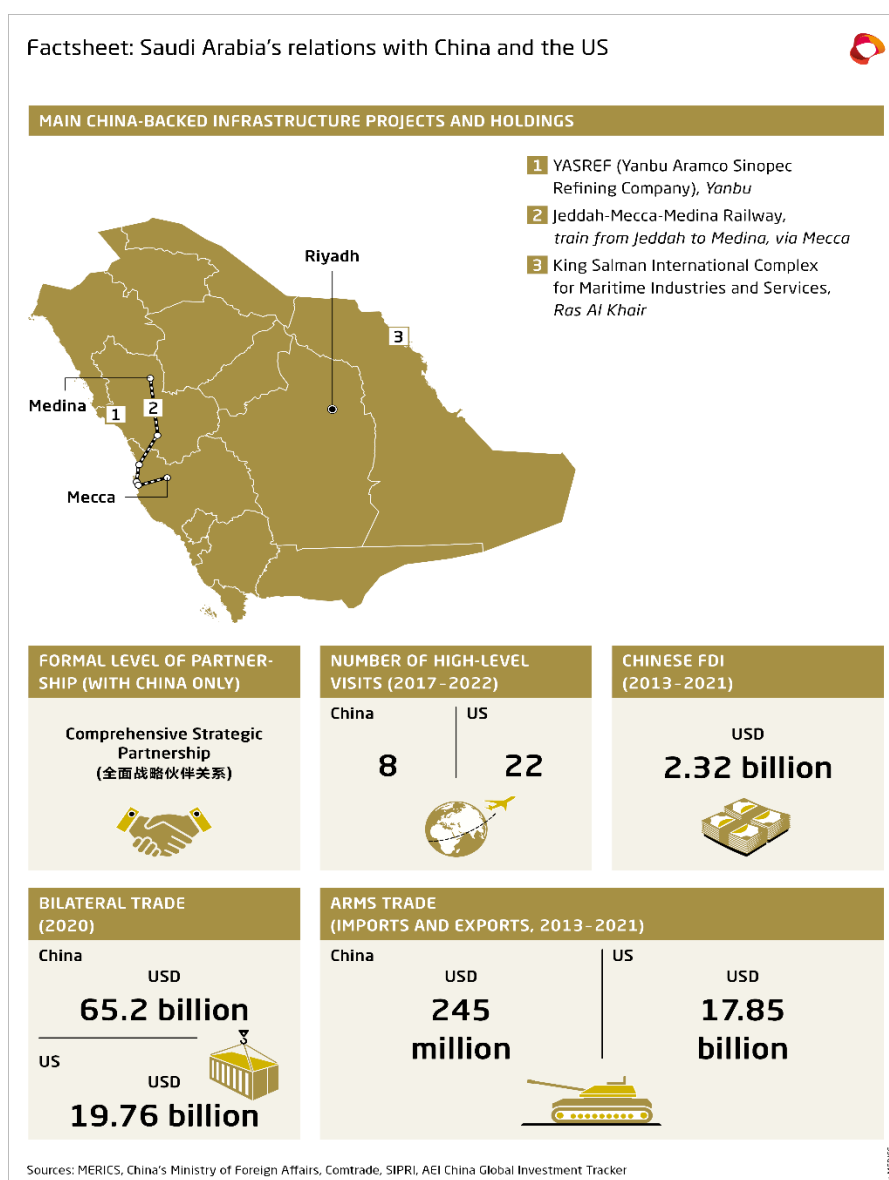 Factsheet: Saudi Arabia's relations with China and the US
MAIN CHINA-BACKED INFRASTRUCTURE PROJECTS AND HOLDINGS
1 YASREF (Yanbu Aramco Sinopec
Refining Company), Yanbu
2 Jeddah-Mecca-Medina Railway,
train from Jeddah to Medina, via Mecca
3 King Salman International Complex
for Maritime Industries and Services,
Ras Al Khair
Riyadh
3
Medina
1
2
Mecca
FORMAL LEVEL OF PARTNER-
SHIP (WITH CHINA ONLY)
Comprehensive Strategic
Partnership
(全面战略伙伴关系)
NUMBER OF HIGH-LEVEL
VISITS (2017–2022)
China
US
8
22
CHINESE FDI
(2013–2021)
USD
2.32 billion
BILATERAL TRADE
(2020)
China
USD
65.2 billion
US
USD
19.76 billion
ARMS TRADE
(IMPORTS AND EXPORTS, 2013–2021)
China
USD
245
million
US
USD
17.85
billion
Sources: MERICS, China's Ministry of Foreign Affairs, Comtrade, SIPRI, AEI China Global Investment Tracker